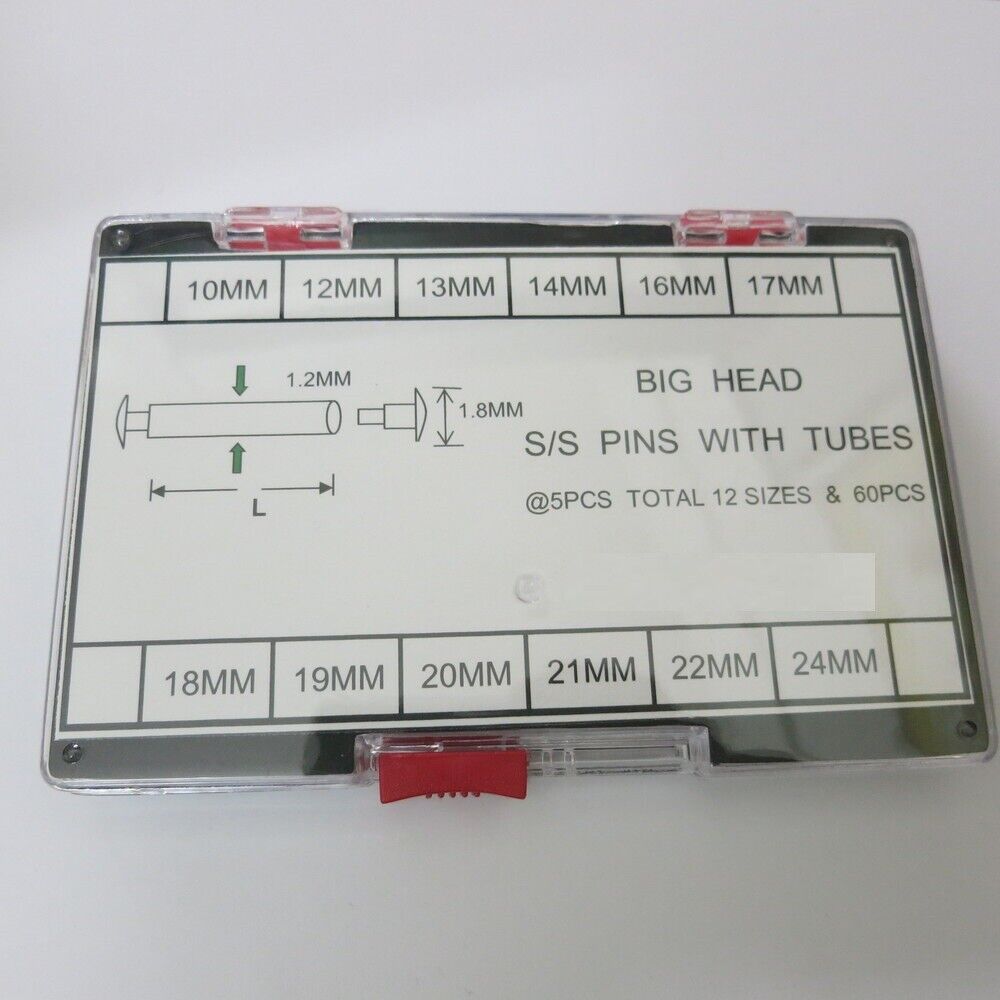 10MM 12MM 13MM 14MM 16MM 17MM
1.2MM
1.8MM
L
BIG HEAD
S/S PINS WITH TUBES
@5PCS TOTAL 12 SIZES & 60PCS
18MM 19MM 20MM 21MM 22MM 24MM